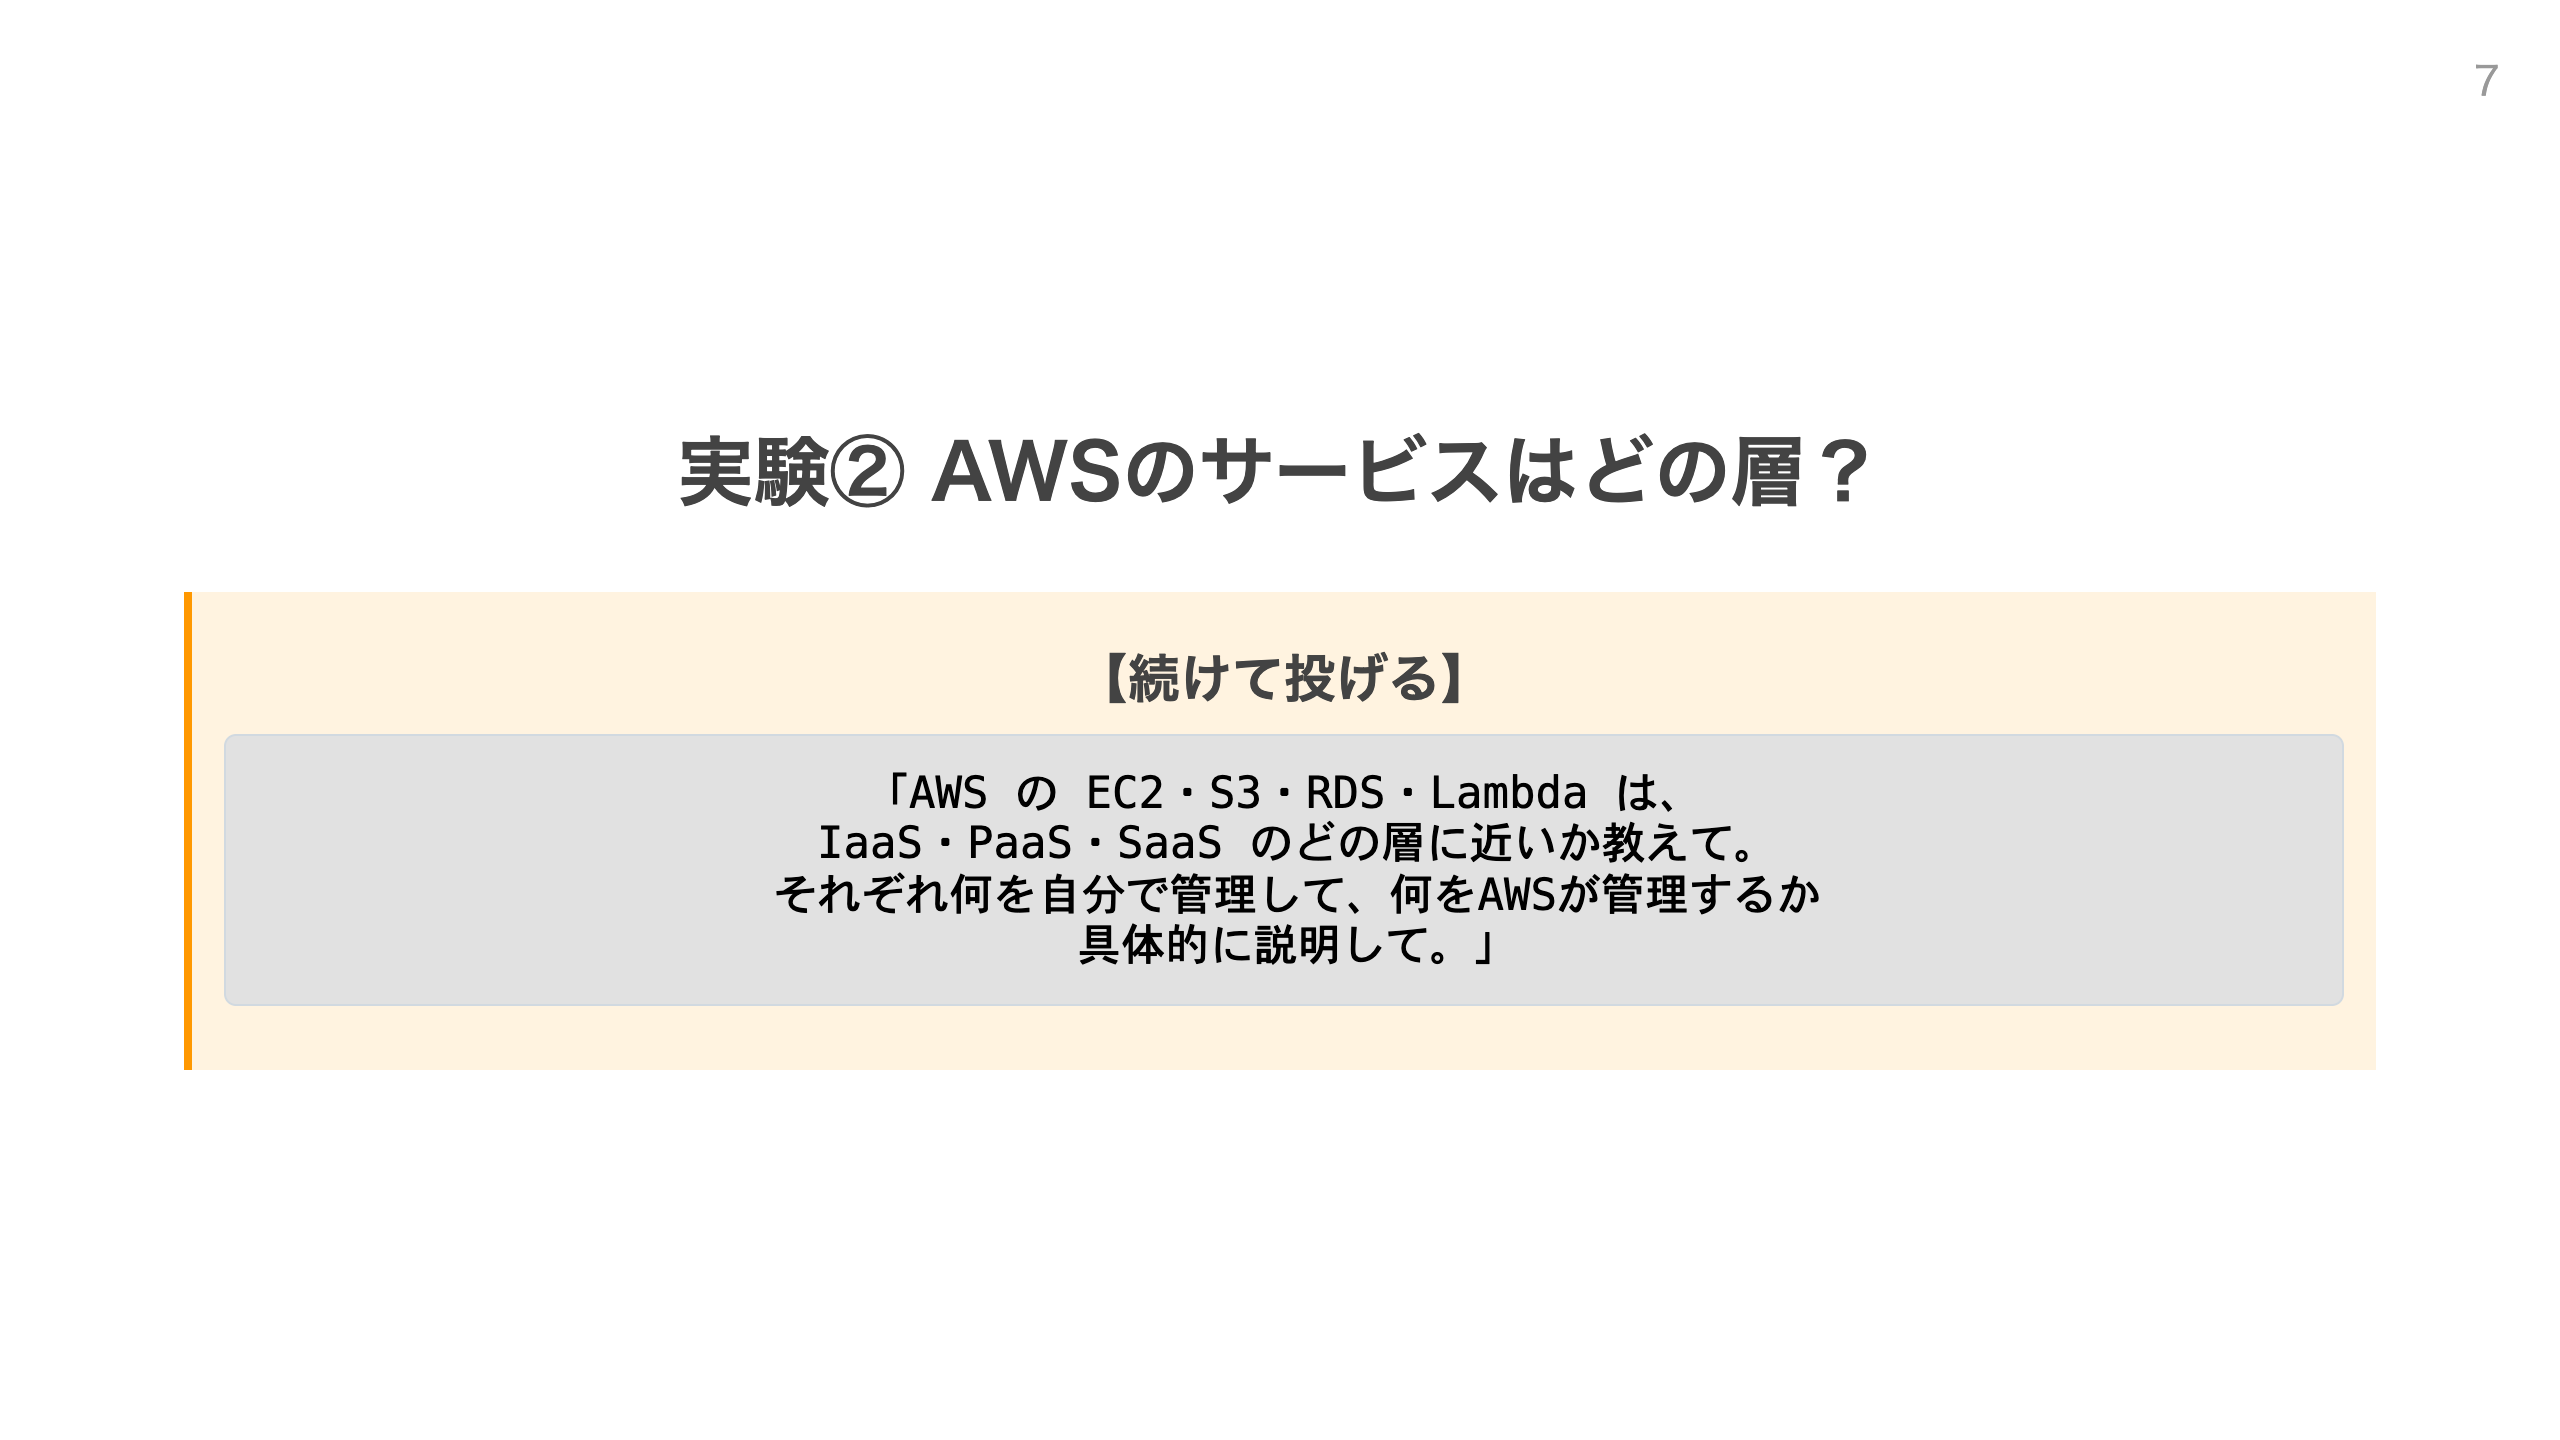 7
実験② AWSのサービスはどの層？
【続けて投げる】
「AWS の EC2・S3・RDS・Lambda は、
IaaS・PaaS・SaaS のどの層に近いか教えて。
それぞれ何を自分で管理して、何をAWSが管理するか
具体的に説明して。」